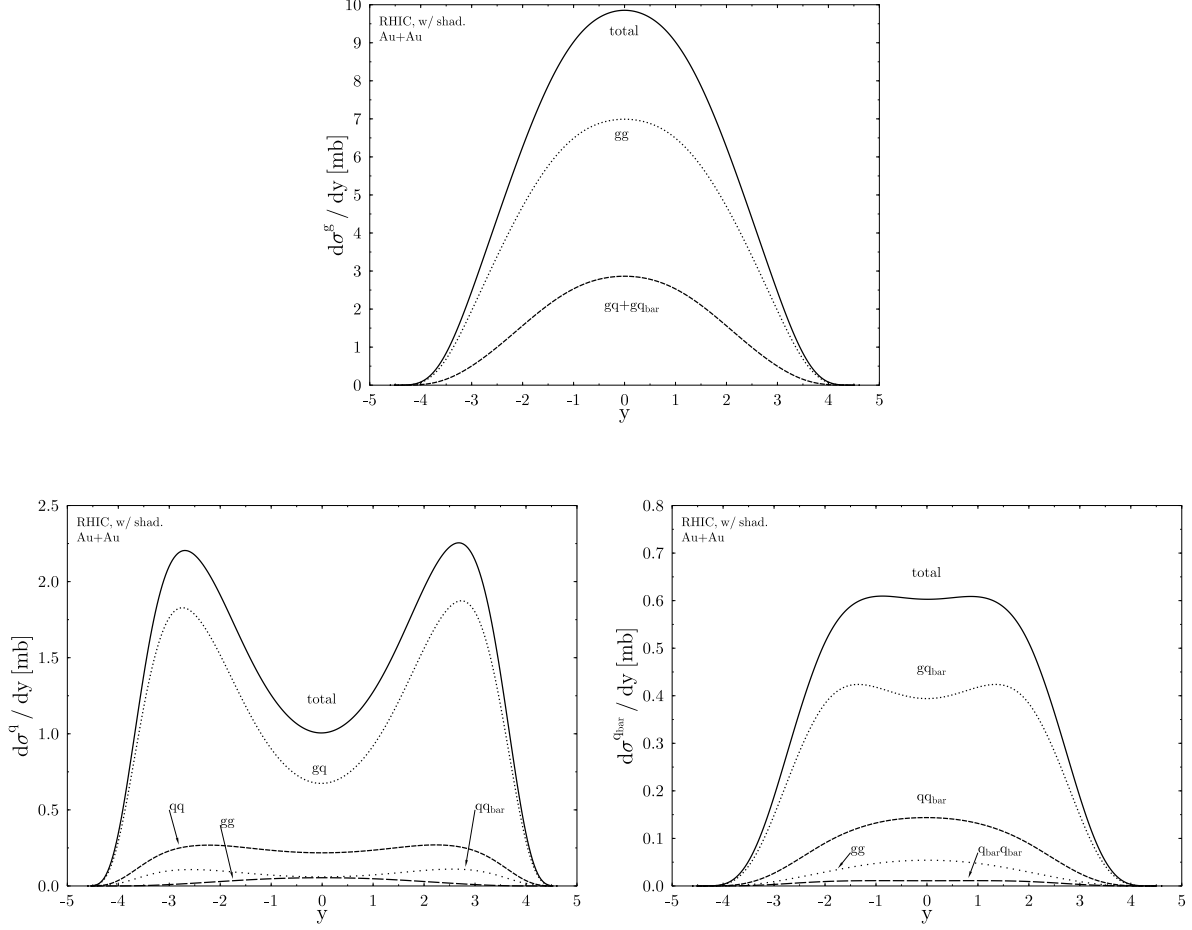 10
9
8
7
6
5
4
3
2
1
0
RHIC, w/ shad.
Au+Au
total
gg
gq+gq_bar
dσ^g / dy [mb]
-5 -4 -3 -2 -1 0 1 2 3 4 5
y
2.5
2.0
1.5
1.0
0.5
0.0
RHIC, w/ shad.
Au+Au
total
gq
qq
gg
qq_bar
dσ^q / dy [mb]
-5 -4 -3 -2 -1 0 1 2 3 4 5
y
0.8
0.7
0.6
0.5
0.4
0.3
0.2
0.1
0.0
RHIC, w/ shad.
Au+Au
total
gq_bar
qq_bar
gg
q_barq_bar
dσ^q_bar / dy [mb]
-5 -4 -3 -2 -1 0 1 2 3 4 5
y